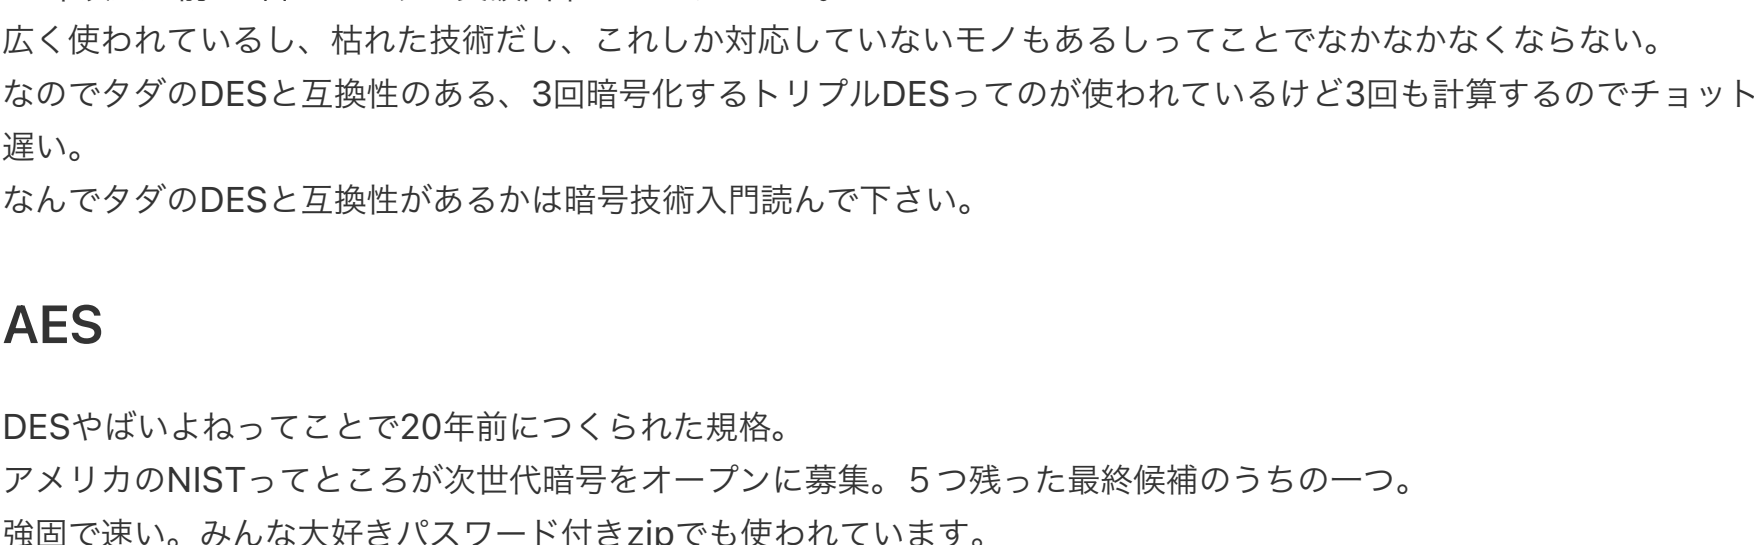 広く使われているし、枯れた技術だし、これしか対応していないモノもあるしってことでなかなかなくならない。
なのでタダのDESと互換性のある、3回暗号化するトリプルDESってのが使われているけど3回も計算するのでチョット
遅い。
なんでタダのDESと互換性があるかは暗号技術入門読んで下さい。
AES
DESやばいよねってことで20年前につくられた規格。
アメリカのNISTってところが次世代暗号をオープンに募集。５つ残った最終候補のうちの一つ。
強固で速い。みんな大好きパスワード付きzipでも使われています。